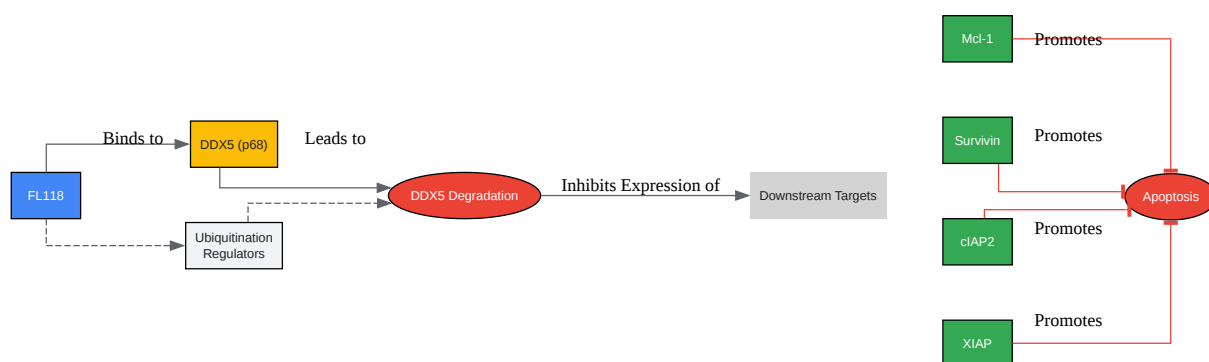 FL118
Binds to
DDX5 (p68)
Leads to
Ubiquitination
Regulators
DDX5 Degradation
Inhibits Expression of
Downstream Targets
Mcl-1
Promotes
Survivin
Promotes
cIAP2
Promotes
XIAP
Promotes
Apoptosis